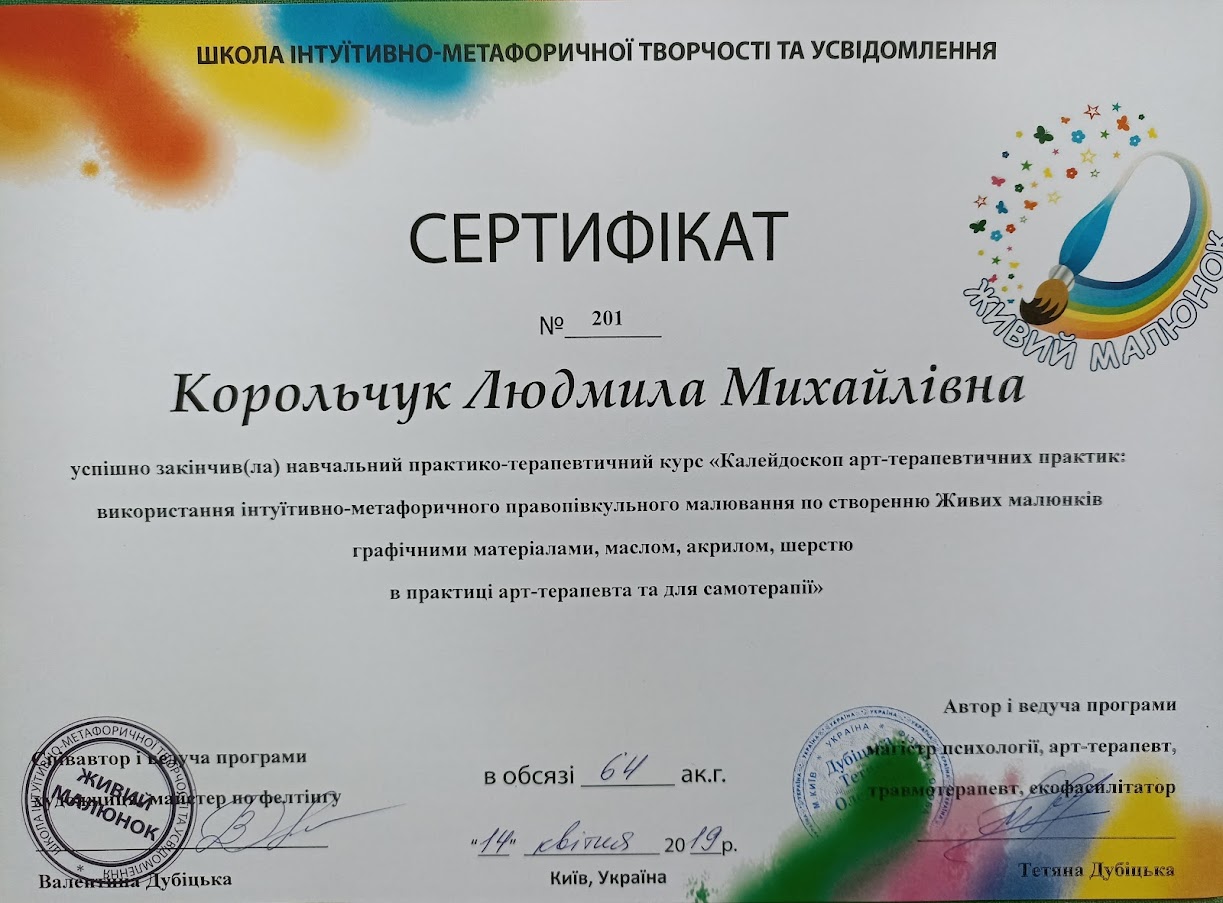 ШКОЛА ІНТУЇТИВНО-МЕТАФОРИЧНОЇ ТВОРЧОСТІ ТА УСВІДОМЛЕННЯ
ЖИВИЙ МАЛЮНОК
СЕРТИФІКАТ
№ 201
Корольчук Людмила Михайлівна
успішно закінчив(ла) навчальний практико-терапевтичний курс «Калейдоскоп арт-терапевтичних практик:
використання інтуїтивно-метафоричного правопівкульного малювання по створенню Живих малюнків
графічними матеріалами, маслом, акрилом, шерстю
в практиці арт-терапевта та для самотерапії»
Співавтор і ведуча програми
художниця, майстер по фелтінгу
Валентина Дубіцька
ШКОЛА ІНТУЇТИВНО-МЕТАФОРИЧНОЇ ТВОРЧОСТІ ТА УСВІДОМЛЕННЯ
ЖИВИЙ
МАЛЮНОК
в обсязі 64 ак.г.
"14" квітня 2019р.
Київ, Україна
Автор і ведуча програми
магістр психології, арт-терапевт,
травмотерапевт, екофасилітатор
Тетяна Дубіцька
УКРАЇНА
М. КИЇВ